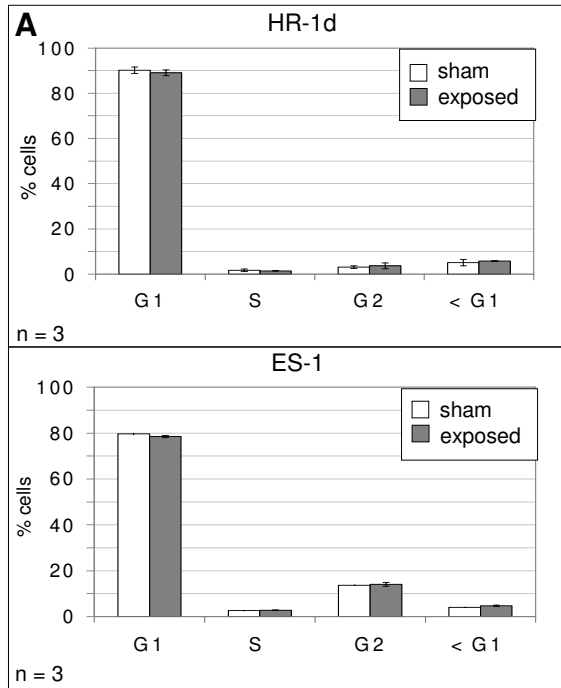 A
HR-1d
sham
exposed
% cells
100
80
60
40
20
0
G1 S G2 < G1
n = 3
ES-1
sham
exposed
% cells
100
80
60
40
20
0
G1 S G2 < G1
n = 3